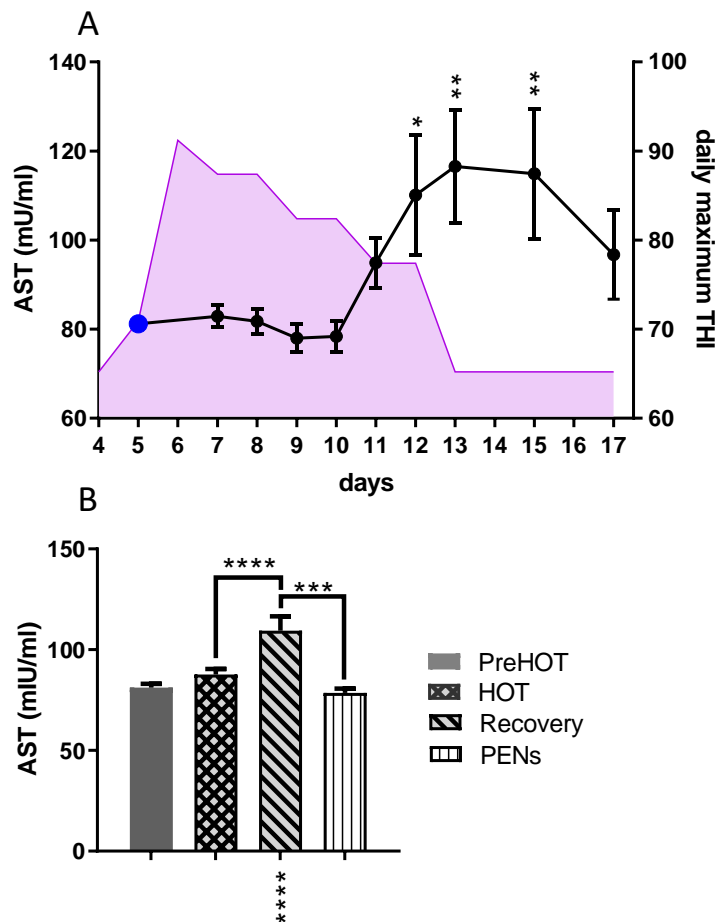 A
140
120
100
80
60
AST (mU/ml)
100
90
80
70
60
daily maximum THI
*
**
**
4 5 6 7 8 9 10 11 12 13 14 15 16 17
days
B
150
100
50
0
AST (mIU/ml)
****
***
****
PreHOT
HOT
Recovery
PENs